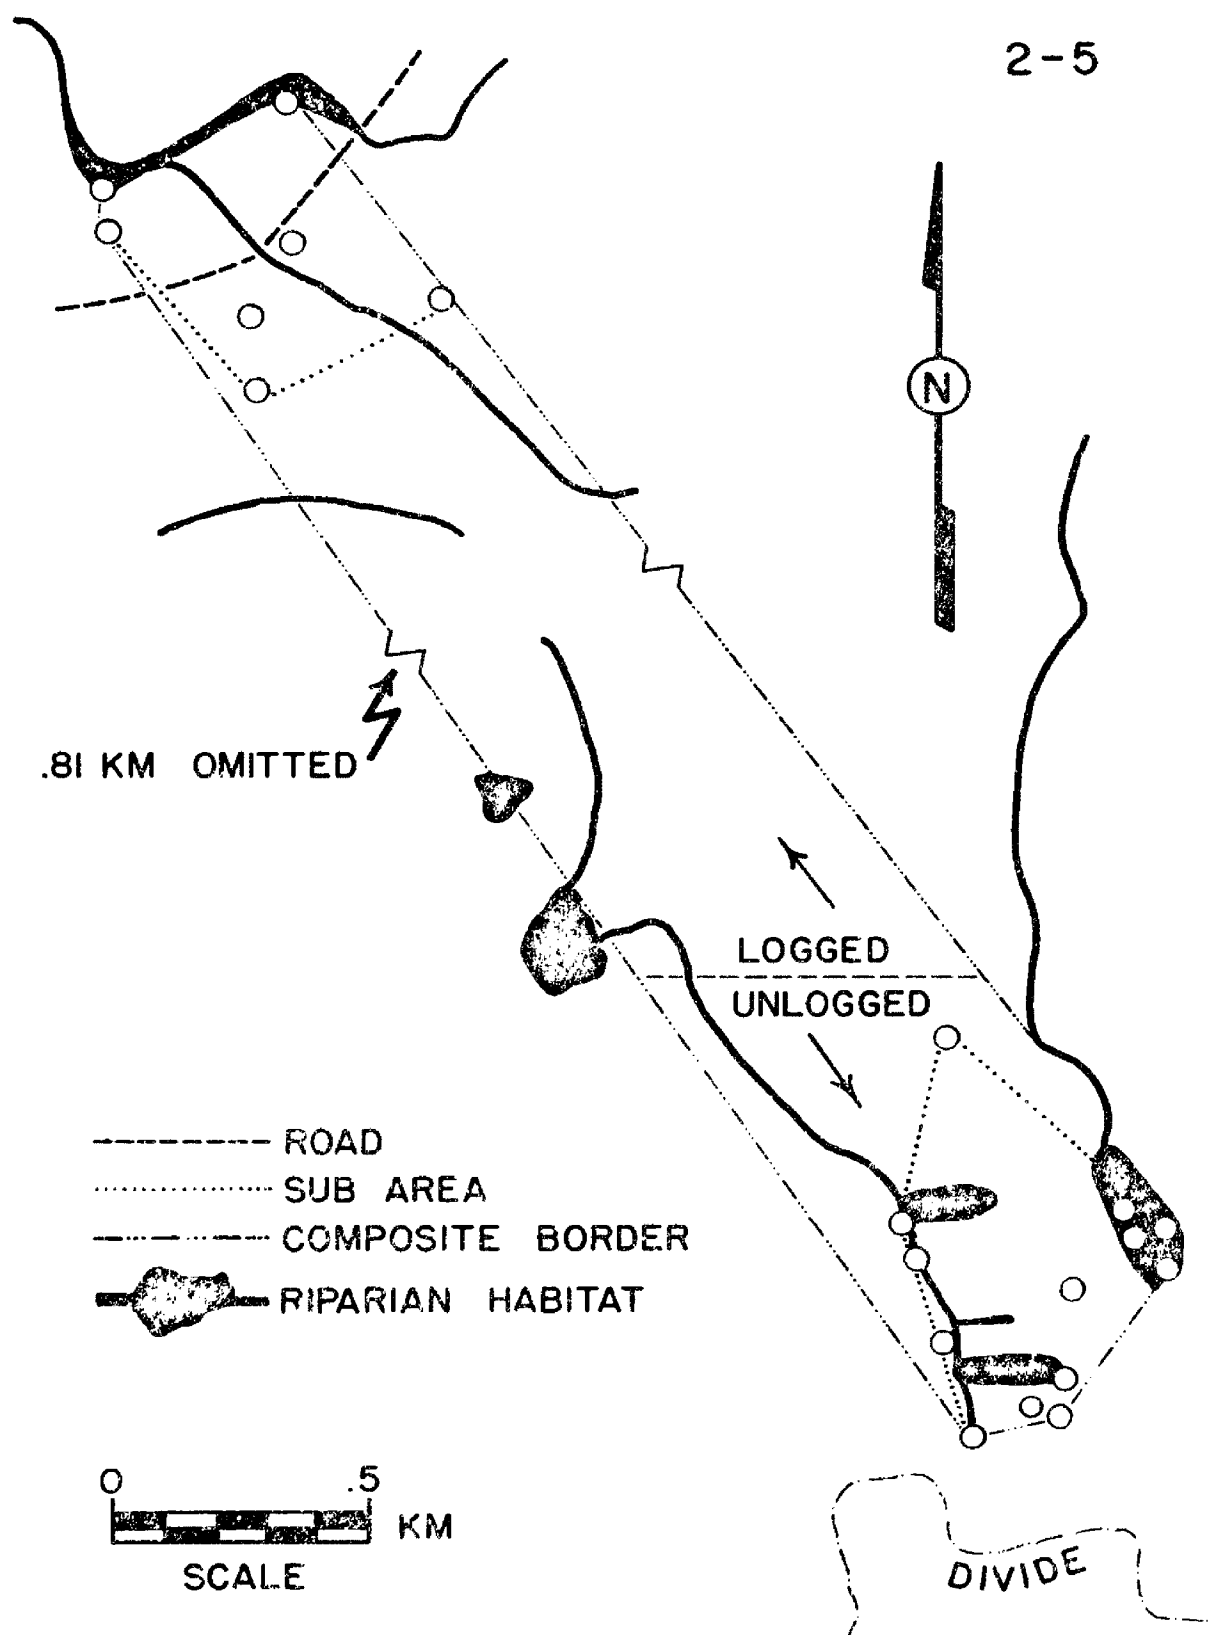 2-5
N
.81 KM OMITTED
LOGGED
UNLOGGED
ROAD
SUB AREA
COMPOSITE BORDER
RIPARIAN HABITAT
0 .5
KM
SCALE
DIVIDE